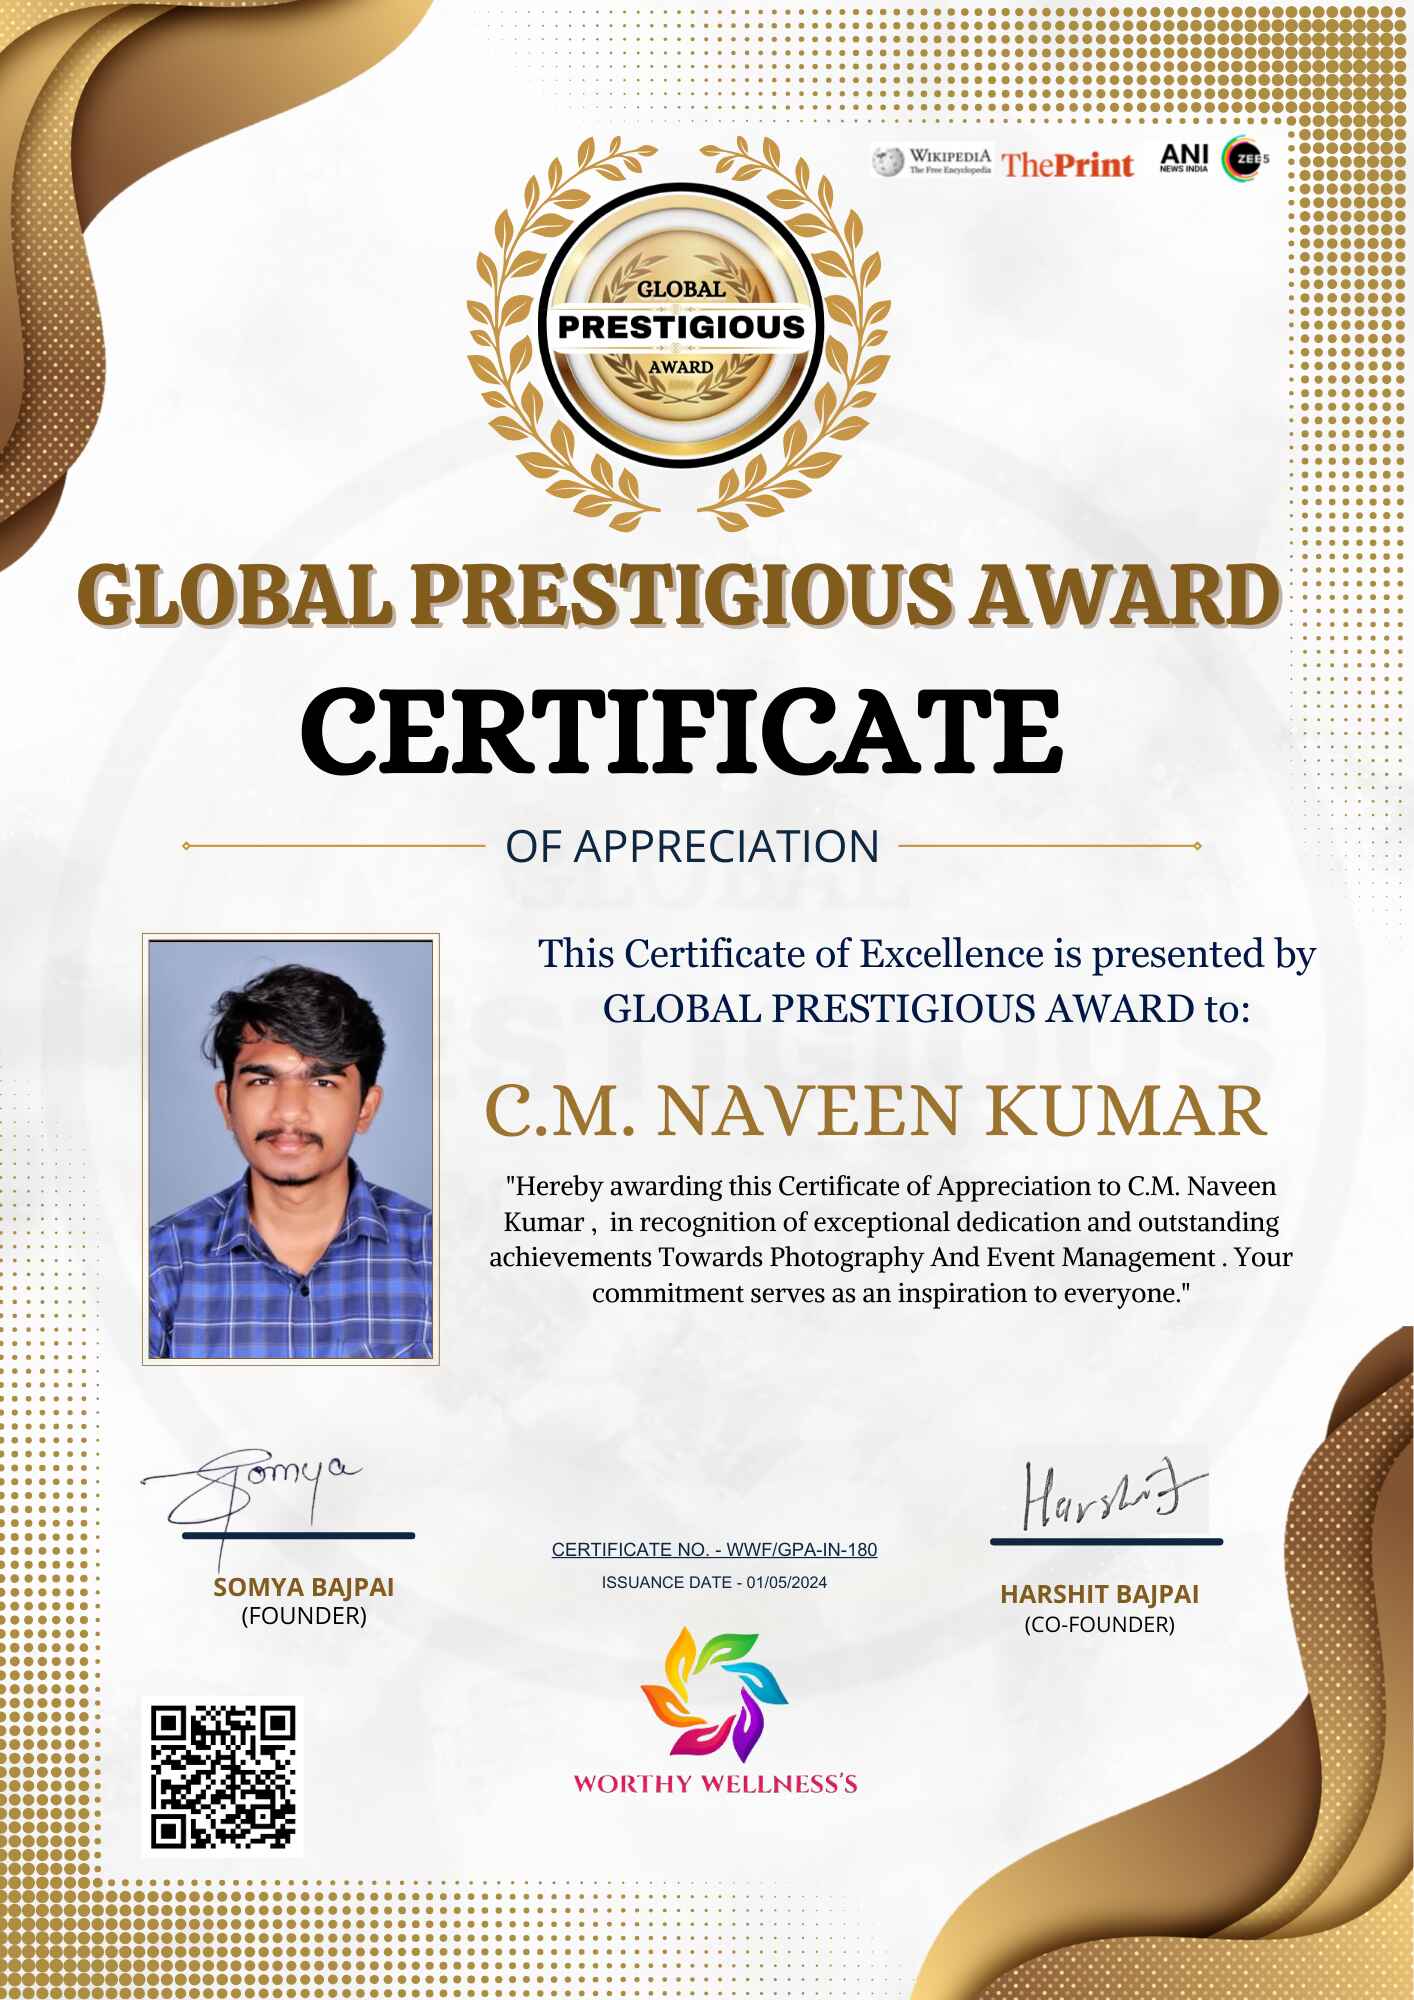 WIKIPEDIA
The Free Encyclopedia
ThePrint
ANI
NEWS INDIA
ZEE5
GLOBAL
PRESTIGIOUS
AWARD
GLOBAL PRESTIGIOUS AWARD
CERTIFICATE
OF APPRECIATION
This Certificate of Excellence is presented by
GLOBAL PRESTIGIOUS AWARD to:
C.M. NAVEEN KUMAR
"Hereby awarding this Certificate of Appreciation to C.M. Naveen
Kumar ,  in recognition of exceptional dedication and outstanding
achievements Towards Photography And Event Management . Your
commitment serves as an inspiration to everyone."
Somya
Harshit
SOMYA BAJPAI
(FOUNDER)
CERTIFICATE NO. - WWF/GPA-IN-180
ISSUANCE DATE - 01/05/2024
HARSHIT BAJPAI
(CO-FOUNDER)
WORTHY WELLNESS'S